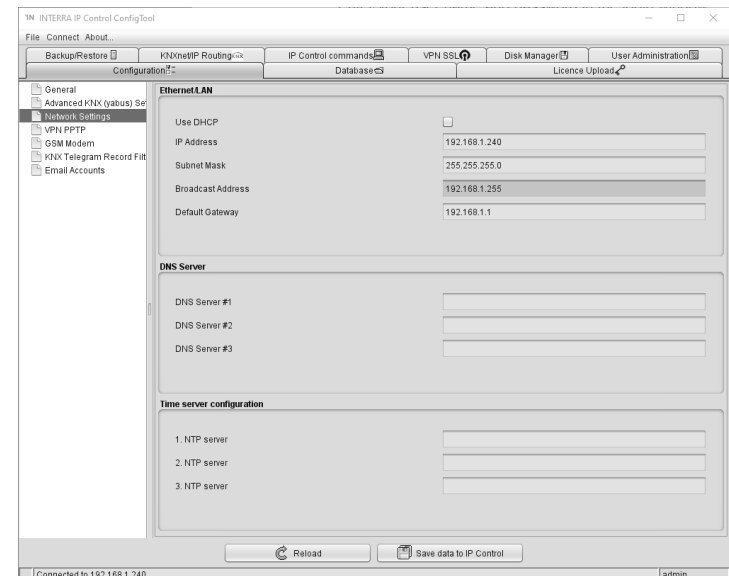 INTERRA IP Control ConfigTool
File Connect About...
Backup/Restore KNXnet/IP Routing IP Control commands VPN SSL Disk Manager User Administration
Configuration Database Licence Upload
General
Advanced KNX (yabus) Se
Network Settings
VPN PPTP
GSM Modem
KNX Telegram Record Filt
Email Accounts
Ethernet/LAN
Use DHCP
IP Address 192.168.1.240
Subnet Mask 255.255.255.0
Broadcast Address 192.168.1.255
Default Gateway 192.168.1.1
DNS Server
DNS Server #1
DNS Server #2
DNS Server #3
Time server configuration
1. NTP server
2. NTP server
3. NTP server
Reload Save data to IP Control
Connected to 192.168.1.240 admin